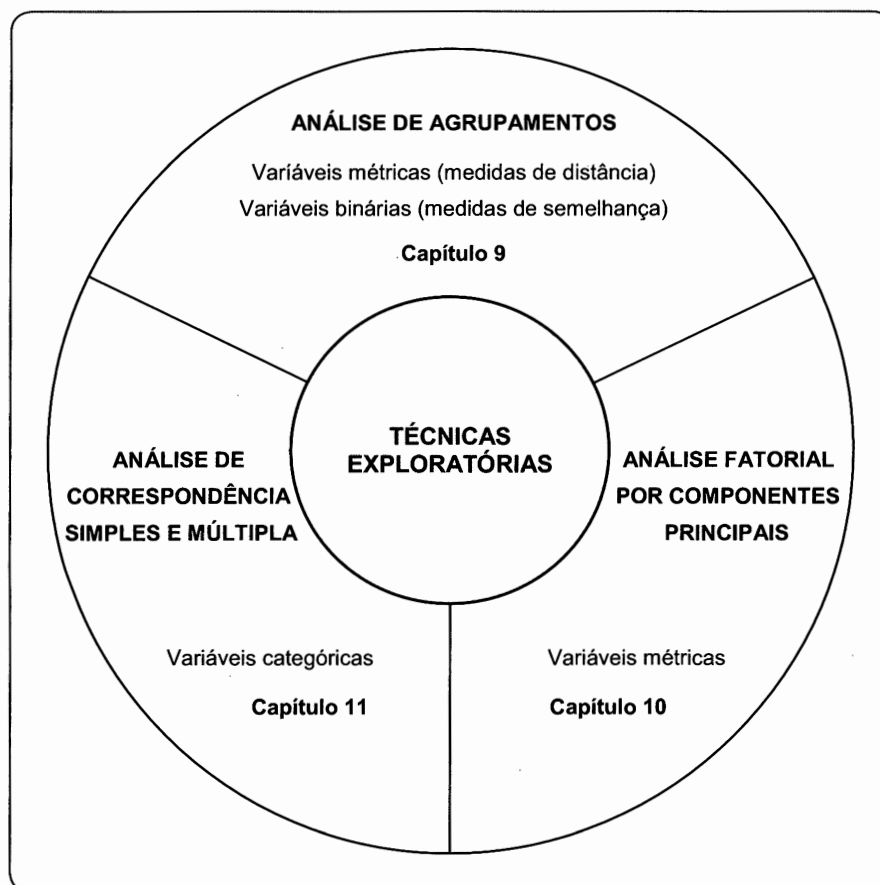 ANÁLISE DE AGRUPAMENTOS
Varíáveis métricas (medidas de distância)
Variáveis binárias (medidas de semelhança)
Capítulo 9
TÉCNICAS
EXPLORATÓRIAS
ANÁLISE DE
CORRESPONDÊNCIA
SIMPLES E MÚLTIPLA
Variáveis categóricas
Capítulo 11
ANÁLISE FATORIAL
POR COMPONENTES
PRINCIPAIS
Variáveis métricas
Capítulo 10